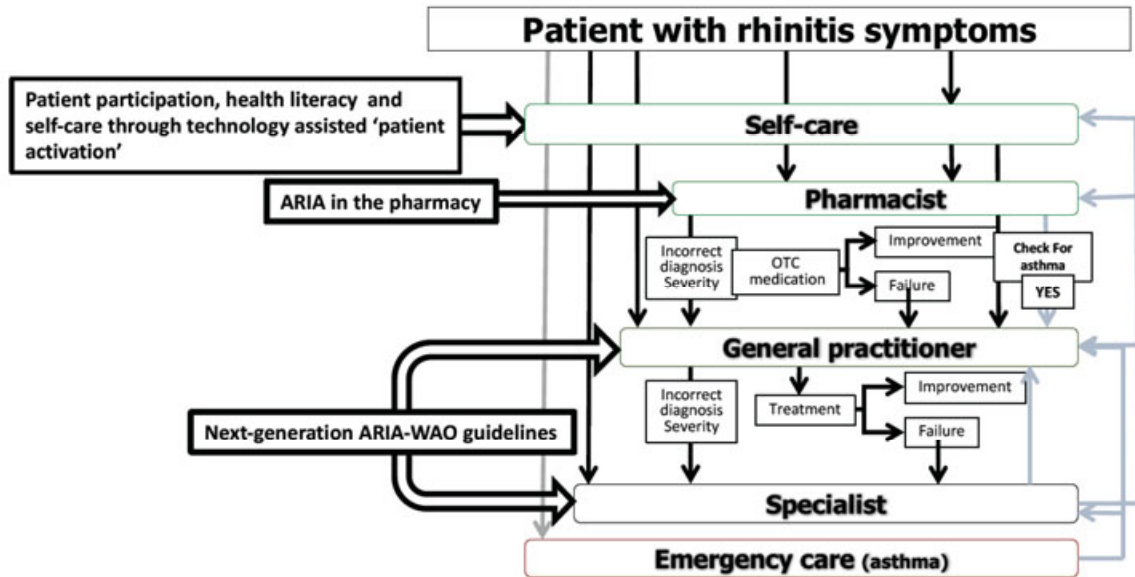 Patient with rhinitis symptoms
Patient participation, health literacy and
self-care through technology assisted ‘patient
activation’
Self-care
ARIA in the pharmacy
Pharmacist
Incorrect
diagnosis
Severity
OTC
medication
Improvement
Failure
Check For
asthma
YES
General practitioner
Next-generation ARIA-WAO guidelines
Incorrect
diagnosis
Severity
Treatment
Improvement
Failure
Specialist
Emergency care (asthma)